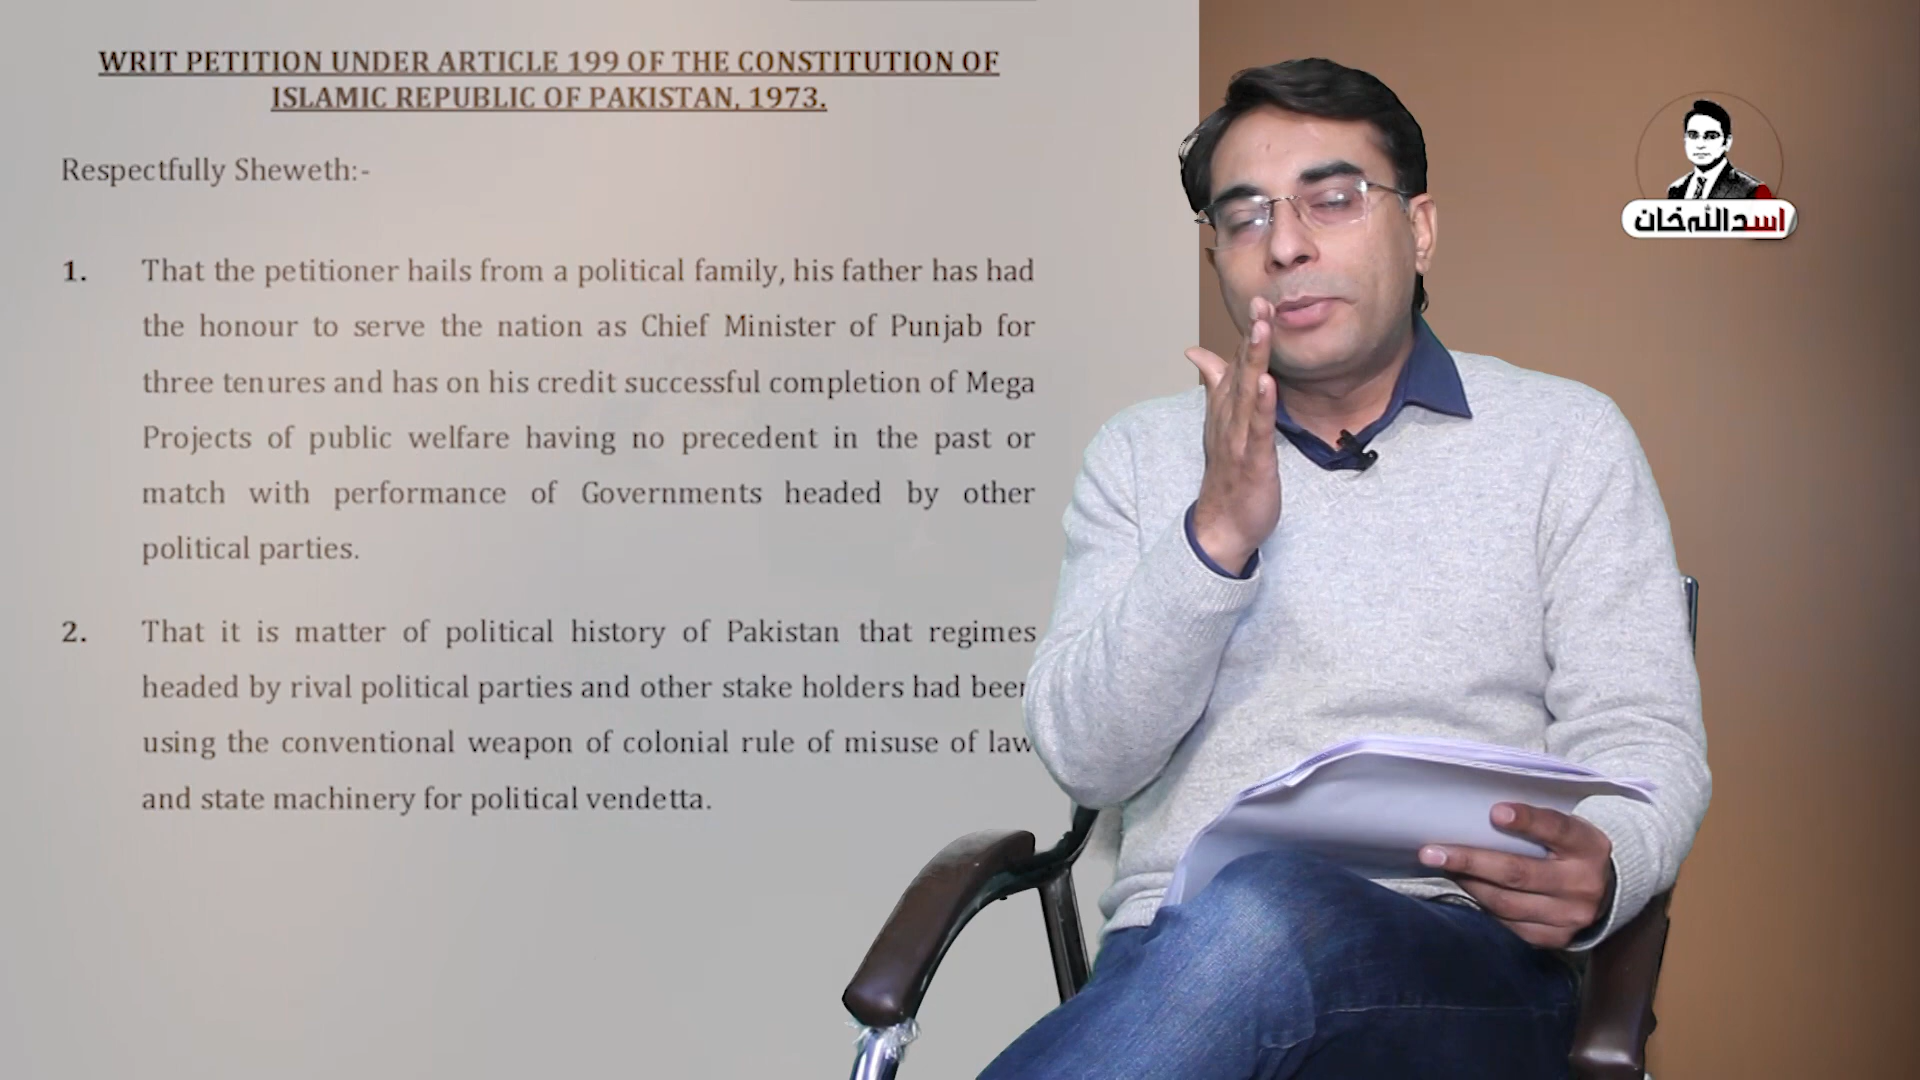 WRIT PETITION UNDER ARTICLE 199 OF THE CONSTITUTION OF
ISLAMIC REPUBLIC OF PAKISTAN, 1973.
Respectfully Sheweth:-
1. That the petitioner hails from a political family, his father has had
the honour to serve the nation as Chief Minister of Punjab for
three tenures and has on his credit successful completion of Mega
Projects of public welfare having no precedent in the past or
match with performance of Governments headed by other
political parties.
2. That it is matter of political history of Pakistan that regimes
headed by rival political parties and other stake holders had been
using the conventional weapon of colonial rule of misuse of law
and state machinery for political vendetta.
اسداللہ خان